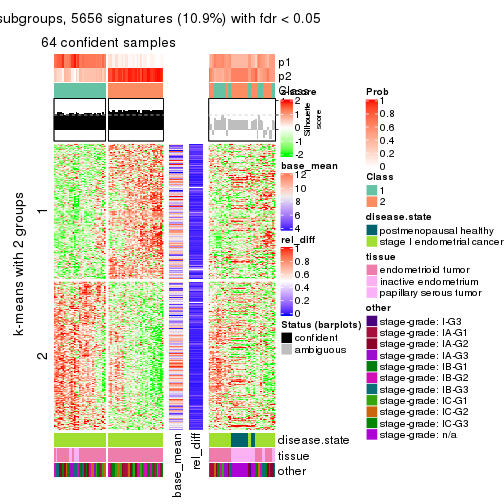 subgroups, 5656 signatures (10.9%) with fdr < 0.05
64 confident samples
p1
p2
Class
Silhouette
score
k-means with 2 groups
1
2
base_mean
rel_diff
disease.state
tissue
other
z-score
2
1
0
-1
-2
base_mean
12
10
8
6
4
rel_diff
1
0.8
0.6
0.4
0.2
0
Status (barplots)
confident
ambiguous
Prob
1
0.8
0.6
0.4
0.2
0
Class
1
2
disease.state
postmenopausal healthy
stage I endometrial cancer
tissue
endometrioid tumor
inactive endometrium
papillary serous tumor
other
stage-grade: I-G3
stage-grade: IA-G1
stage-grade: IA-G2
stage-grade: IA-G3
stage-grade: IB-G1
stage-grade: IB-G2
stage-grade: IB-G3
stage-grade: IC-G1
stage-grade: IC-G2
stage-grade: IC-G3
stage-grade: n/a